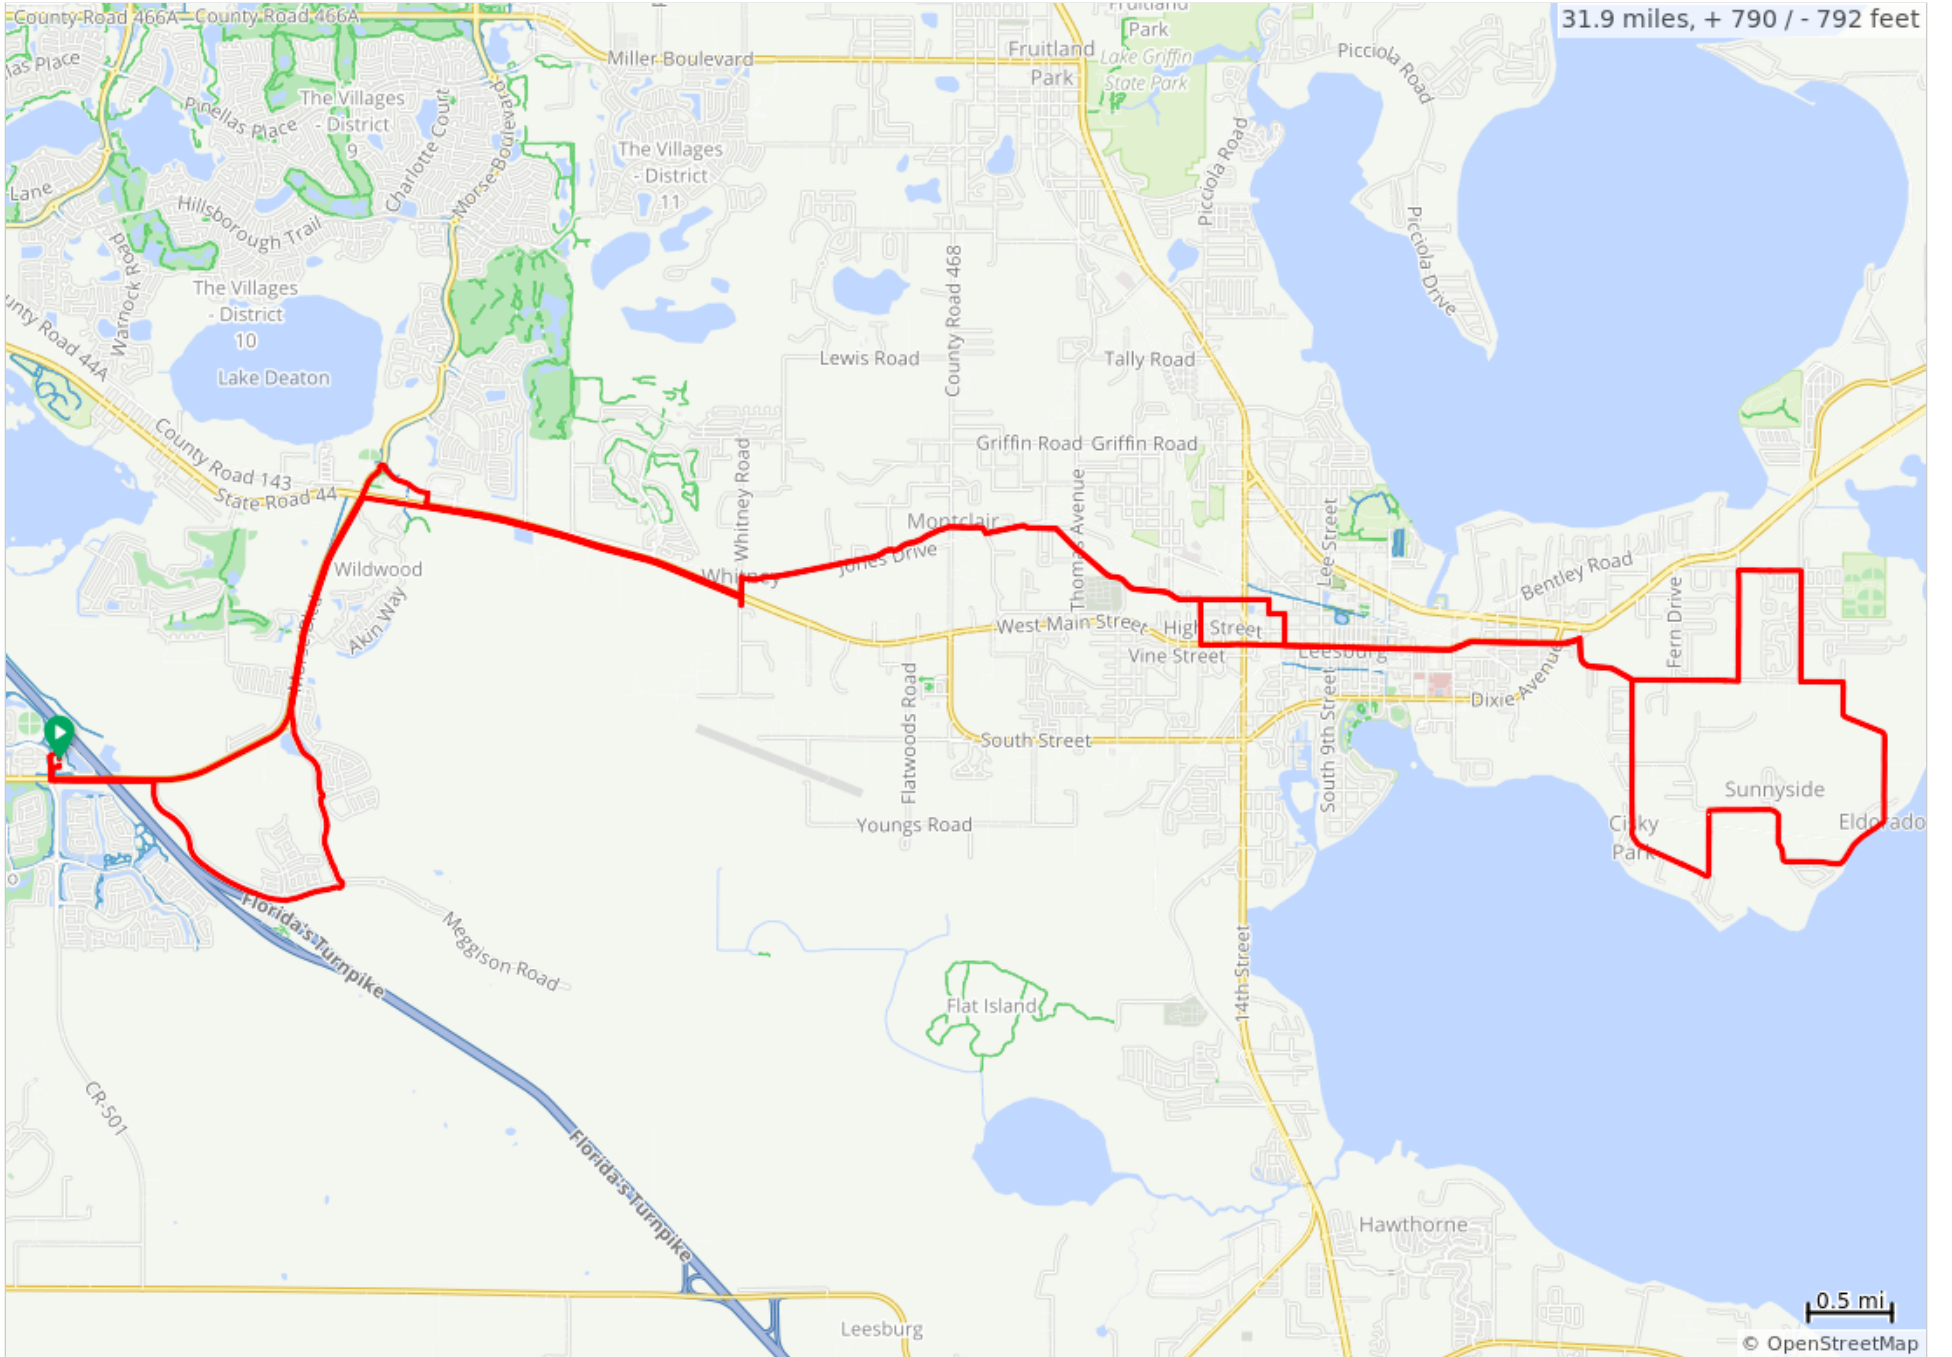 County Road 466A
County Road 466A
Fruitland
Park
31.9 miles, + 790 / - 792 feet
Miller Boulevard
Fruitland
Park
Lake Griffin
State Park
Picciola Road
las Place
The Villages
- District
9
Pinellas Place
Charlotte Court
Morse Boulevard
The Villages
- District
11
Picciola Road
Lane
Hillsborough Trail
Picciola Drive
Warnock Road
The Villages
- District
10
County Road 468
unty Road 44A
Lake Deaton
Lewis Road
Tally Road
County Road 143
State Road 44
Whitney Road
Griffin Road
Griffin Road
Thomas Avenue
Montclair
Lee Street
Jones Drive
Wildwood
Whitney
Bentley Road
Akin Way
West Main Street
High Street
Fern Drive
Vine Street
Leesburg
Flatwoods Road
South 9th Street
Dixie Avenue
South Street
Sunnyside
Youngs Road
Cisky
Park
Eldorado
o
Florida's Turnpike
Meggison Road
14th Street
Flat Island
CR-501
Florida's Turnpike
Hawthorne
0.5 mi
Leesburg
© OpenStreetMap